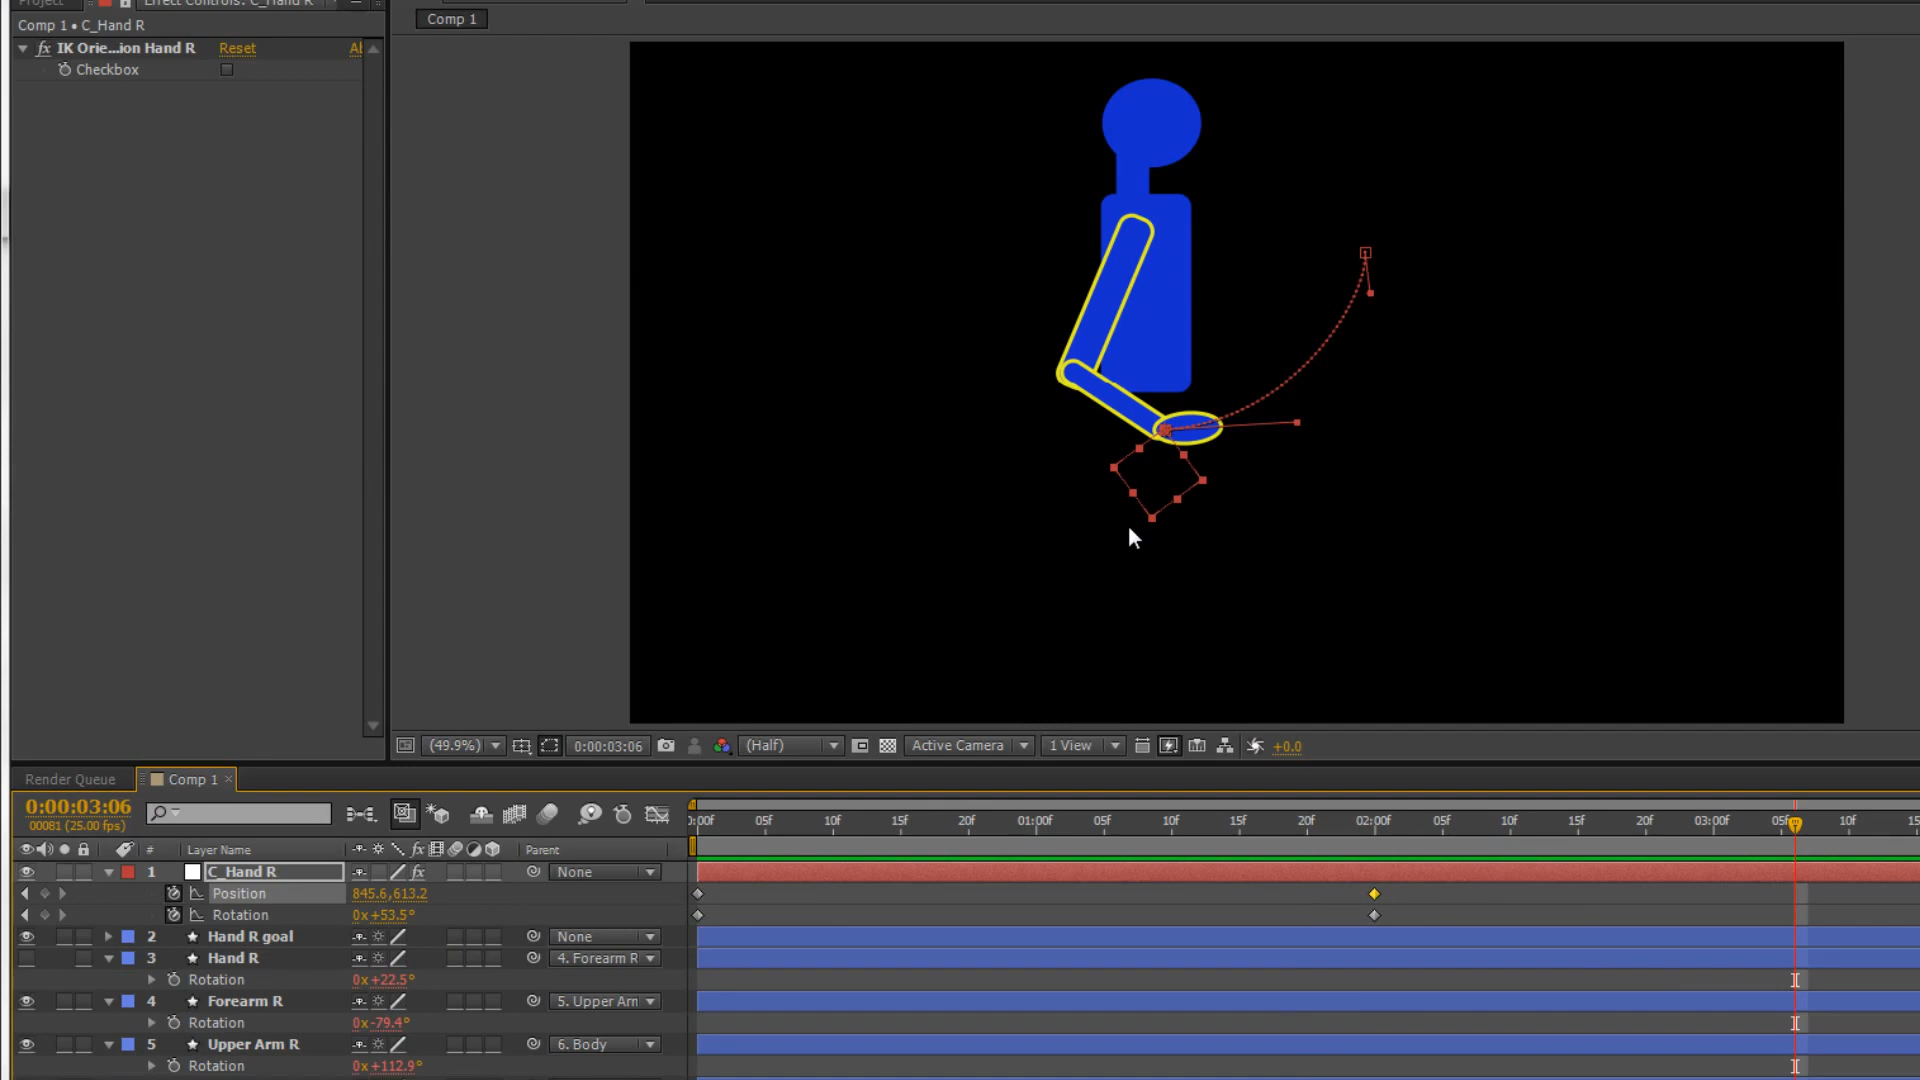 Project
Effect Controls: C_Hand R
Comp 1 • C_Hand R
fx IK Orie...ion Hand R Reset
Checkbox
Comp 1
(49.9%) 0:00:03:06 (Half) Active Camera 1 View +0.0
Render Queue Comp 1 ×
0:00:03:06
00081 (25.00 fps)
0:00f 05f 10f 15f 20f 01:00f 05f 10f 15f 20f 02:00f 05f 10f 15f 20f 03:00f 05f 10f 15
# Layer Name fx Parent
1 C_Hand R fx None
Position 845.6,613.2
Rotation 0x+53.5°
2 Hand R goal None
3 Hand R 4. Forearm R
Rotation 0x+22.5°
4 Forearm R 5. Upper Arn
Rotation 0x-79.4°
5 Upper Arm R 6. Body
Rotation 0x+112.9°